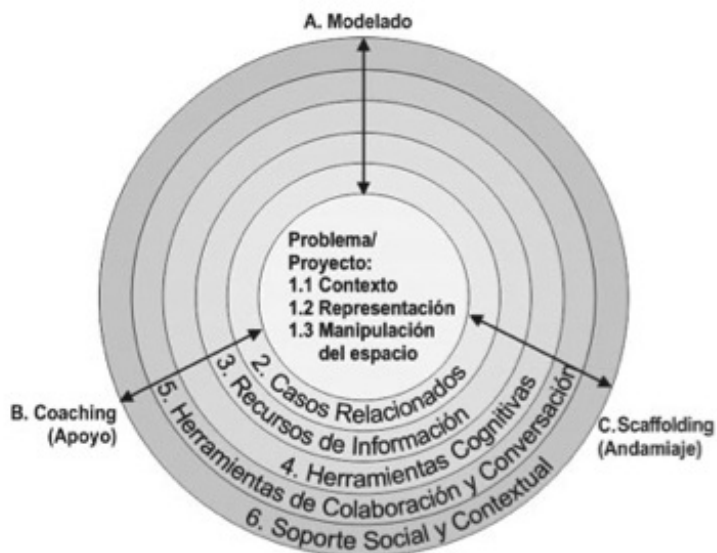 A. Modelado
Problema/
Proyecto:
1.1 Contexto
1.2 Representación
1.3 Manipulación
del espacio
2. Casos Relacionados
3. Recursos de Información
4. Herramientas Cognitivas
5. Herramientas de Colaboración y Conversación
6. Soporte Social y Contextual
B. Coaching
(Apoyo)
C.Scaffolding
(Andamiaje)